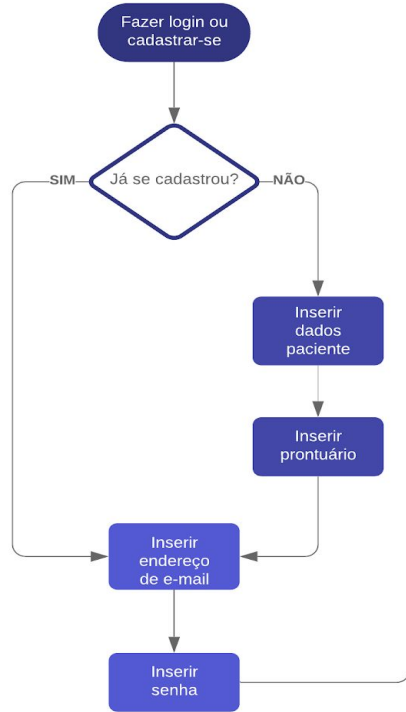 Fazer login ou
cadastrar-se
SIM
Já se cadastrou?
NÃO
Inserir
dados
paciente
Inserir
prontuário
Inserir
endereço
de e-mail
Inserir
senha